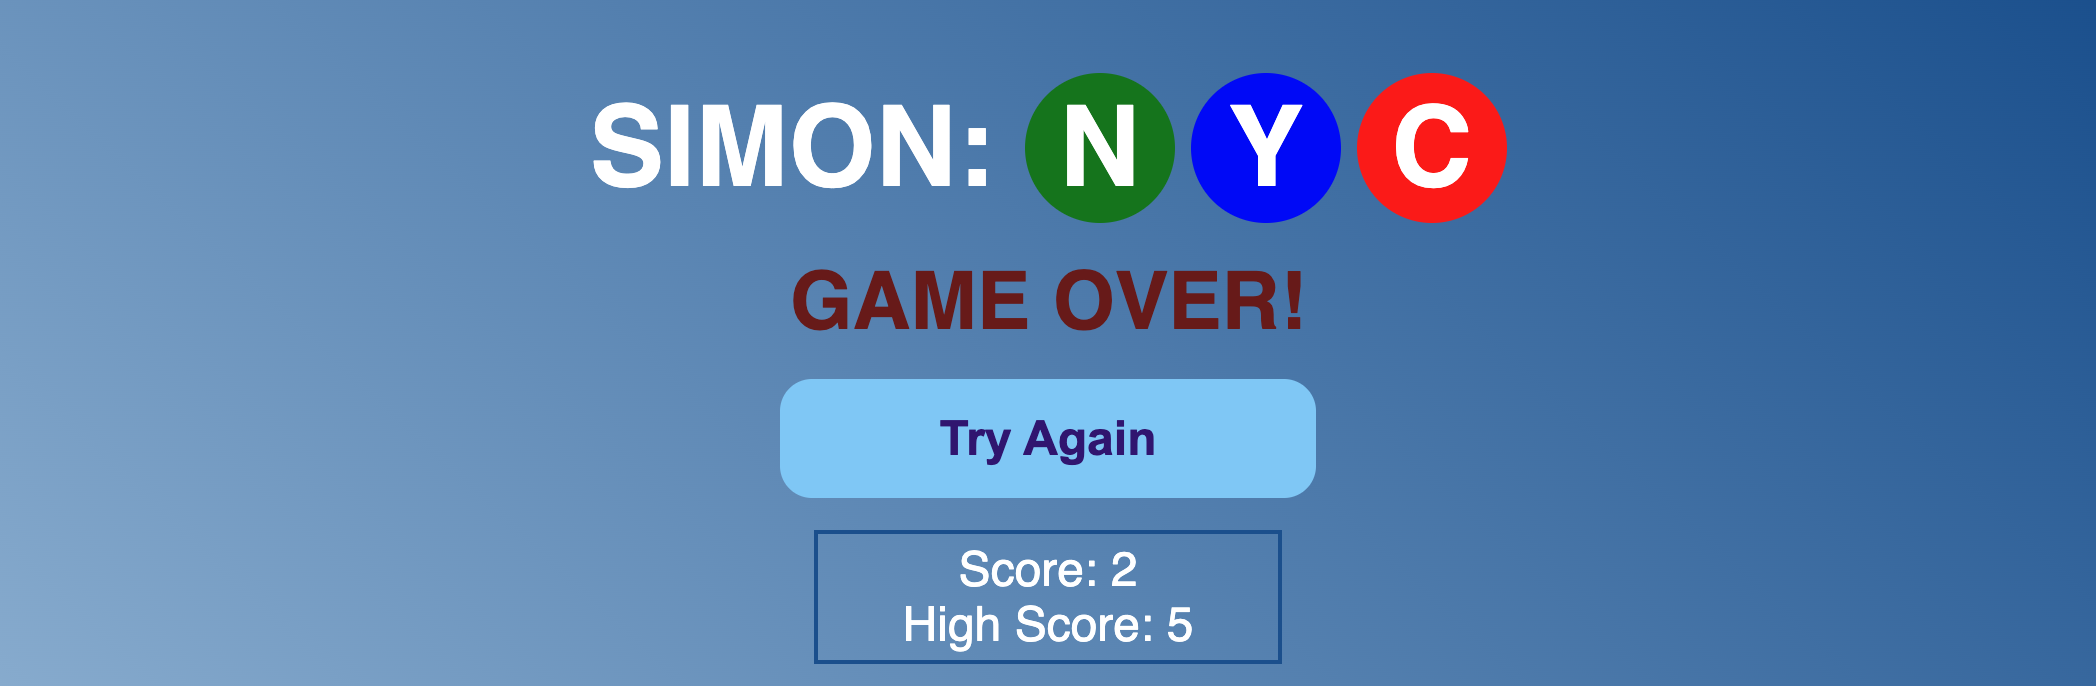 SIMON: N Y C
GAME OVER!
Try Again
Score: 2
High Score: 5